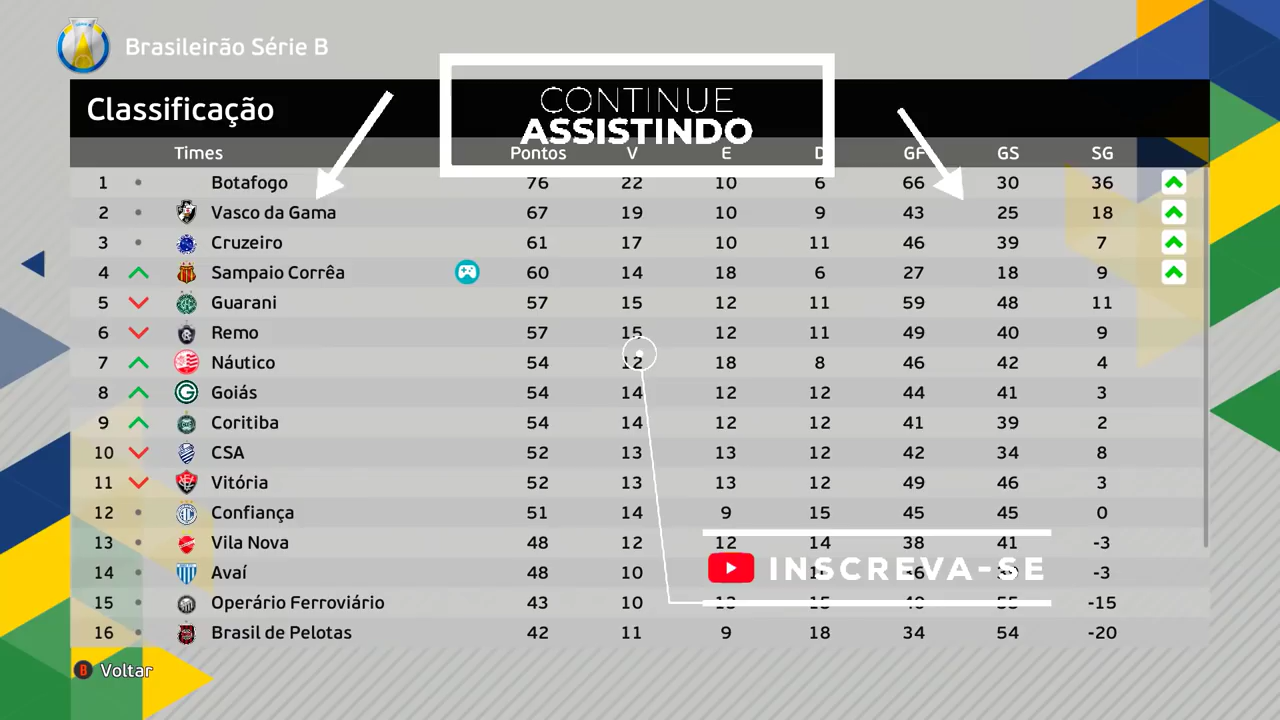 Brasileirão Série B
Classificação
CONTINUE
ASSISTINDO
Times Pontos V E D GF GS SG
1 Botafogo 76 22 10 6 66 30 36
2 Vasco da Gama 67 19 10 9 43 25 18
3 Cruzeiro 61 17 10 11 46 39 7
4 Sampaio Corrêa 60 14 18 6 27 18 9
5 Guarani 57 15 12 11 59 48 11
6 Remo 57 15 12 11 49 40 9
7 Náutico 54 12 18 8 46 42 4
8 Goiás 54 14 12 12 44 41 3
9 Coritiba 54 14 12 12 41 39 2
10 CSA 52 13 13 12 42 34 8
11 Vitória 52 13 13 12 49 46 3
12 Confiança 51 14 9 15 45 45 0
13 Vila Nova 48 12 12 14 38 41 -3
14 Avaí 48 10 36 39 -3
INSCREVA-SE
15 Operário Ferroviário 43 10 13 15 40 55 -15
16 Brasil de Pelotas 42 11 9 18 34 54 -20
B Voltar